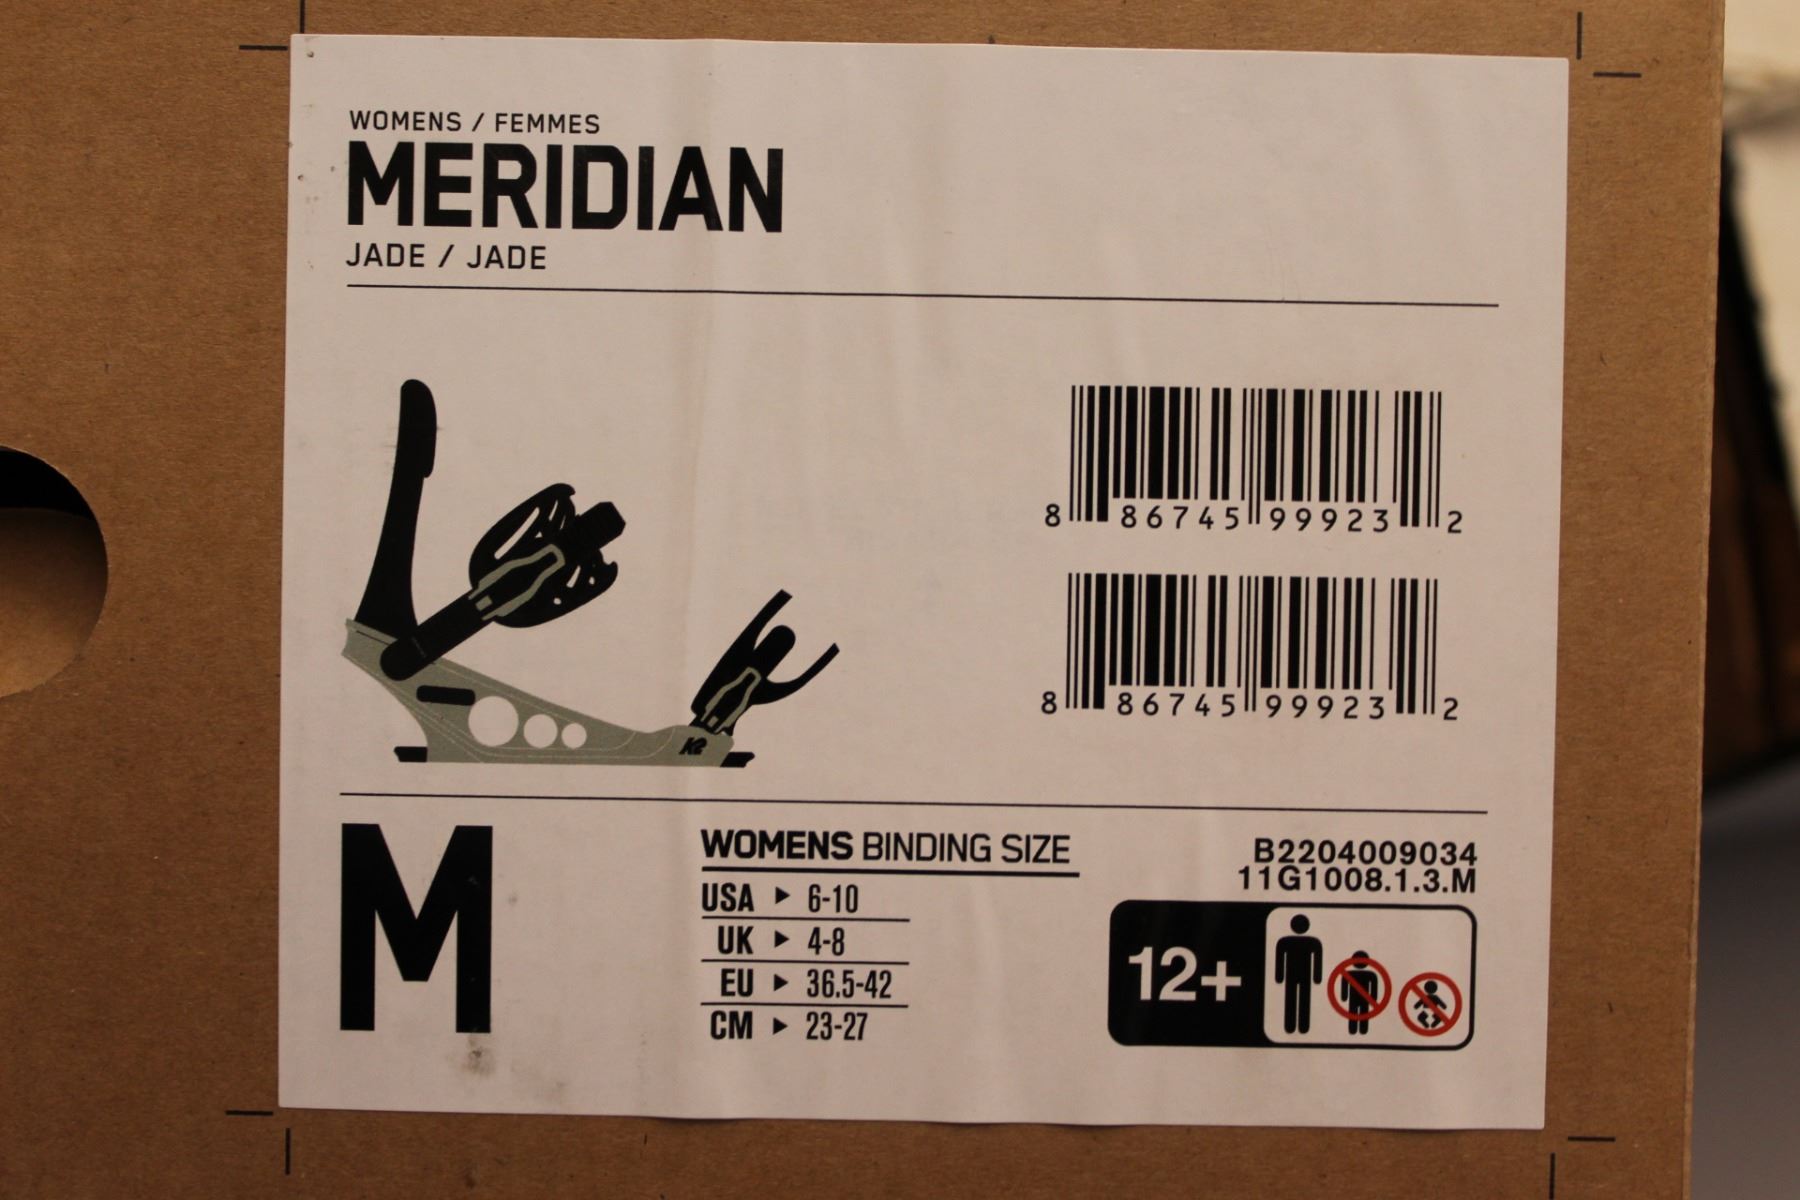 WOMENS / FEMMES
MERIDIAN
JADE / JADE
8 86745 99923 2
8 86745 99923 2
K2
M
WOMENS BINDING SIZE
USA ▶ 6-10
UK ▶ 4-8
EU ▶ 36.5-42
CM ▶ 23-27
B2204009034
11G1008.1.3.M
12+